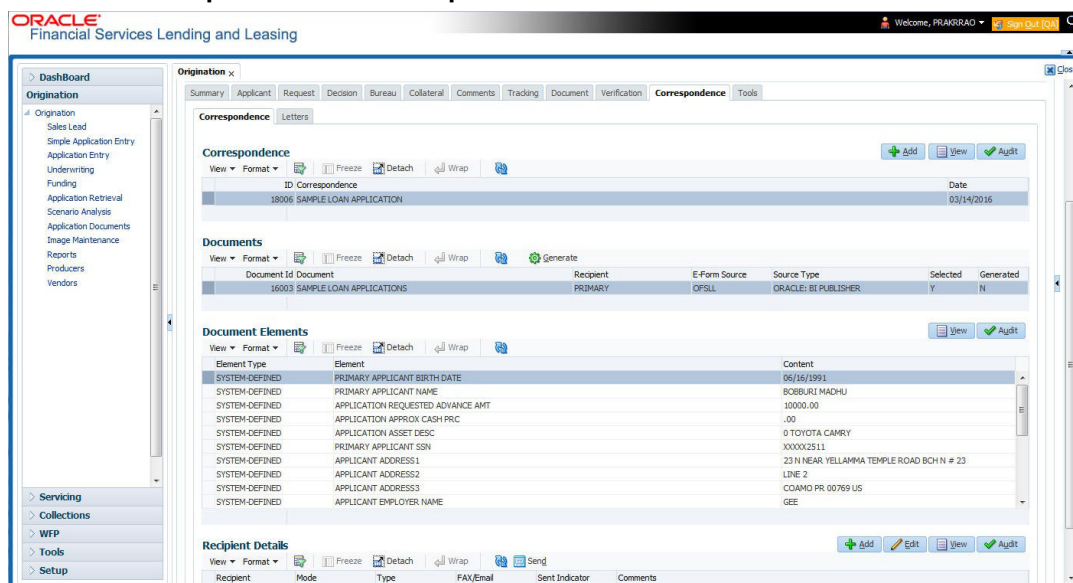 ORACLE
Financial Services Lending and Leasing
Welcome, PRAKRRAO Sign Out [QA]
Clos
DashBoard
Origination
Origination
Sales Lead
Simple Application Entry
Application Entry
Underwriting
Funding
Application Retrieval
Scenario Analysis
Application Documents
Image Maintenance
Reports
Producers
Vendors
Servicing
Collections
WFP
Tools
Setup
Origination x
Summary Applicant Request Decision Bureau Collateral Comments Tracking Document Verification Correspondence Tools
Correspondence Letters
Correspondence Add View Audit
View Format Freeze Detach Wrap
ID Correspondence Date
18006 SAMPLE LOAN APPLICATION 03/14/2016
Documents
View Format Freeze Detach Wrap Generate
Document Id Document Recipient E-Form Source Source Type Selected Generated
16003 SAMPLE LOAN APPLICATIONS PRIMARY OFSLL ORACLE: BI PUBLISHER Y N
Document Elements View Audit
View Format Freeze Detach Wrap
Element Type Element Content
SYSTEM-DEFINED PRIMARY APPLICANT BIRTH DATE 06/16/1991
SYSTEM-DEFINED PRIMARY APPLICANT NAME BOBBURI MADHU
SYSTEM-DEFINED APPLICATION REQUESTED ADVANCE AMT 10000.00
SYSTEM-DEFINED APPLICATION APPROX CASH PRC .00
SYSTEM-DEFINED APPLICATION ASSET DESC 0 TOYOTA CAMRY
SYSTEM-DEFINED PRIMARY APPLICANT SSN XXXXX2511
SYSTEM-DEFINED APPLICANT ADDRESS1 23 N NEAR YELLAMMA TEMPLE ROAD BCH N # 23
SYSTEM-DEFINED APPLICANT ADDRESS2 LINE 2
SYSTEM-DEFINED APPLICANT ADDRESS3 COAMO PR 00769 US
SYSTEM-DEFINED APPLICANT EMPLOYER NAME GEE
Recipient Details Add Edit View Audit
View Format Freeze Detach Wrap Send
Recipient Mode Type FAX/Email Sent Indicator Comments